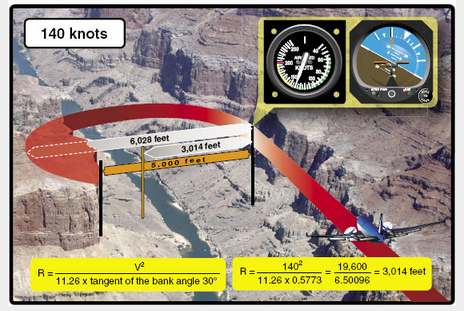 140 knots
KNOTS
6,028 feet
3,014 feet
5,000 feet
R = V² / 11.26 x tangent of the bank angle 30°
R = 140² / 11.26 x 0.5773 = 19,600 / 6.50096 = 3,014 feet